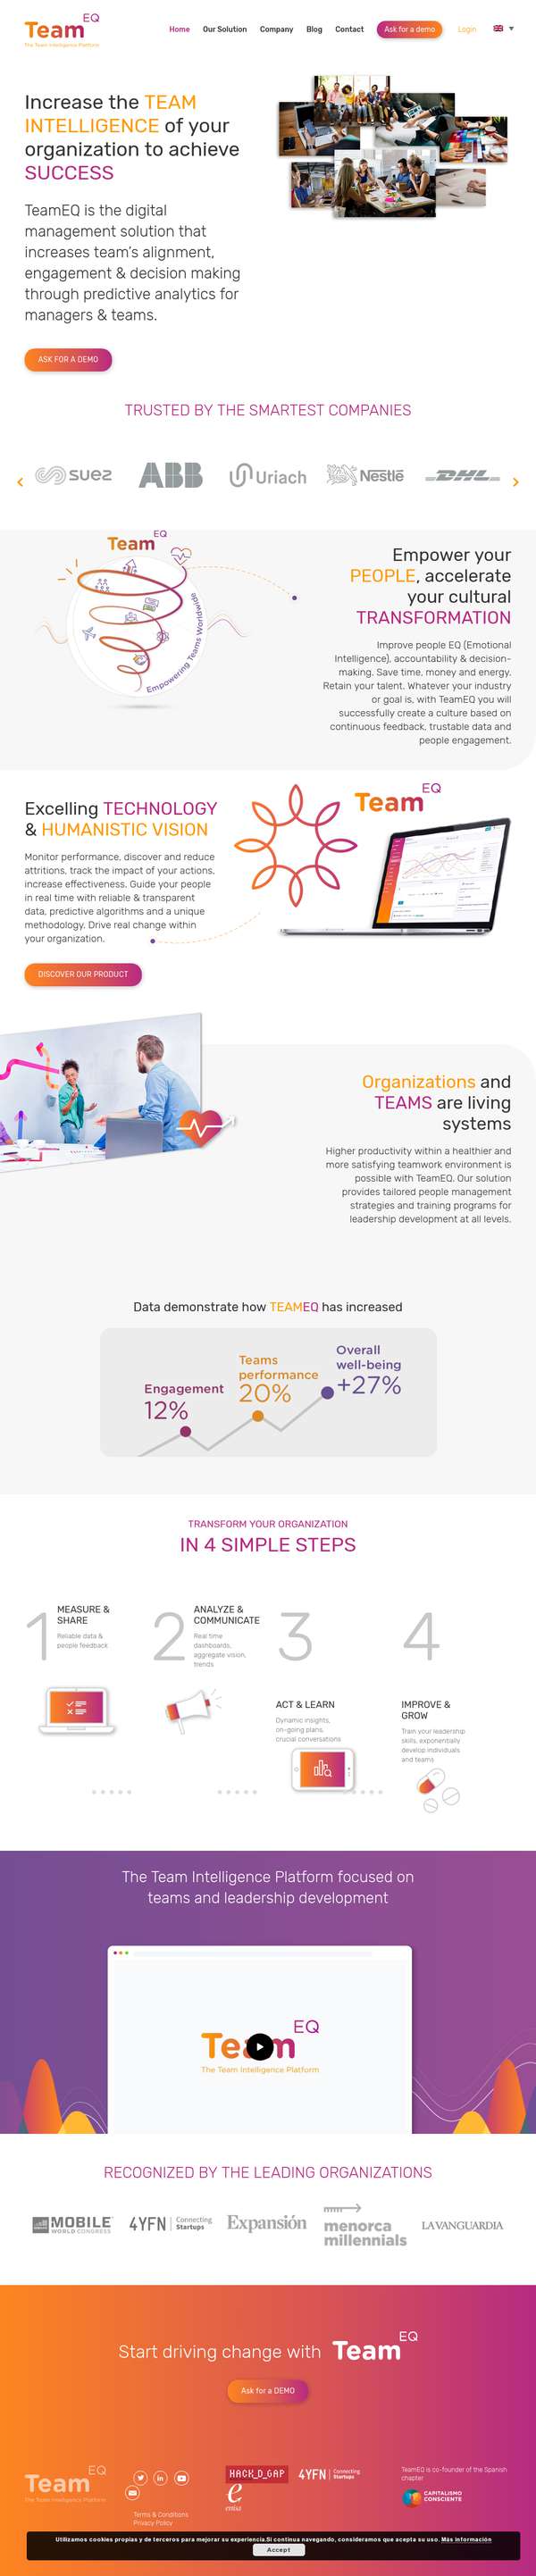 Team EQ
The Team Intelligence Platform
Home
Our Solution
Company
Blog
Contact
Ask for a demo
Login
Increase the TEAM
INTELLIGENCE of your
organization to achieve
SUCCESS
TeamEQ is the digital
management solution that
increases team's alignment,
engagement & decision making
through predictive analytics for
managers & teams.
ASK FOR A DEMO
TRUSTED BY THE SMARTEST COMPANIES
suez
ABB
Uriach
Nestlé
DHL
Team EQ
Empowering Teams Worldwide
Empower your
PEOPLE, accelerate
your cultural
TRANSFORMATION
Improve people EQ (Emotional
Intelligence), accountability & decision-
making. Save time, money and energy.
Retain your talent. Whatever your industry
or goal is, with TeamEQ you will
successfully create a culture based on
continuous feedback, trustable data and
people engagement.
Excelling TECHNOLOGY
& HUMANISTIC VISION
Monitor performance, discover and reduce
attritions, track the impact of your actions,
increase effectiveness. Guide your people
in real time with reliable & transparent
data, predictive algorithms and a unique
methodology. Drive real change within
your organization.
Team EQ
DISCOVER OUR PRODUCT
Organizations and
TEAMS are living
systems
Higher productivity within a healthier and
more satisfying teamwork environment is
possible with TeamEQ. Our solution
provides tailored people management
strategies and training programs for
leadership development at all levels.
Data demonstrate how TEAMEQ has increased
Engagement
12%
Teams
performance
20%
Overall
well-being
+27%
TRANSFORM YOUR ORGANIZATION
IN 4 SIMPLE STEPS
1
MEASURE &
SHARE
Reliable data &
people feedback
2
ANALYZE &
COMMUNICATE
Real time
dashboards,
aggregate vision,
trends
3
ACT & LEARN
Dynamic insights,
on-going plans,
crucial conversations
4
IMPROVE &
GROW
Train your leadership
skills, exponentially
develop individuals
and teams
The Team Intelligence Platform focused on
teams and leadership development
Te m EQ
The Team Intelligence Platform
RECOGNIZED BY THE LEADING ORGANIZATIONS
MOBILE
WORLD CONGRESS
4YFN
Connecting
Startups
Expansión
menorca
millennials
LAVANGUARDIA
Start driving change with Team EQ
Ask for a DEMO
Team EQ
The Team Intelligence Platform
Terms & Conditions
Privacy Policy
HACK_D_GAP
4YFN
Connecting
Startups
TeamEQ is co-founder of the Spanish
chapter
CAPITALISMO
CONSCIENTE
Utilizamos cookies propias y de terceros para mejorar su experiencia.Si continua navegando, consideramos que acepta su uso. Más información
Accept